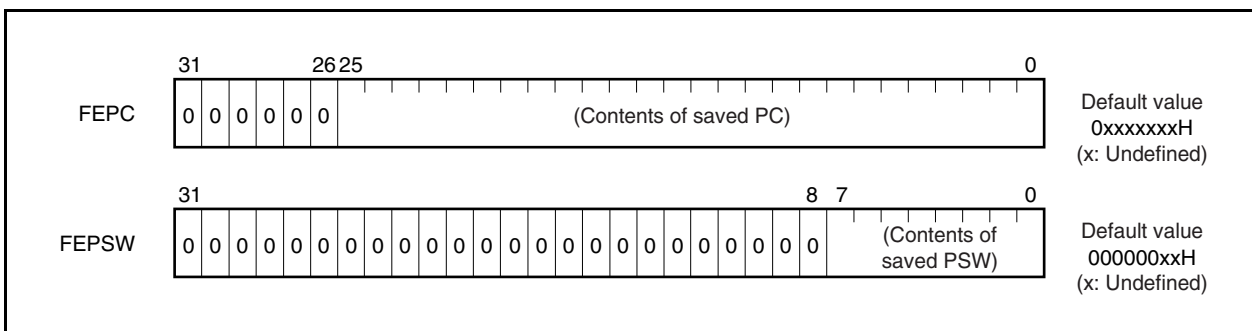 31 26 25 0
FEPC 0 0 0 0 0 0 (Contents of saved PC) Default value
0xxxxxxxH
(x: Undefined)
31 8 7 0
FEPSW 0 0 0 0 0 0 0 0 0 0 0 0 0 0 0 0 0 0 0 0 0 0 0 0 (Contents of
saved PSW) Default value
000000xxH
(x: Undefined)